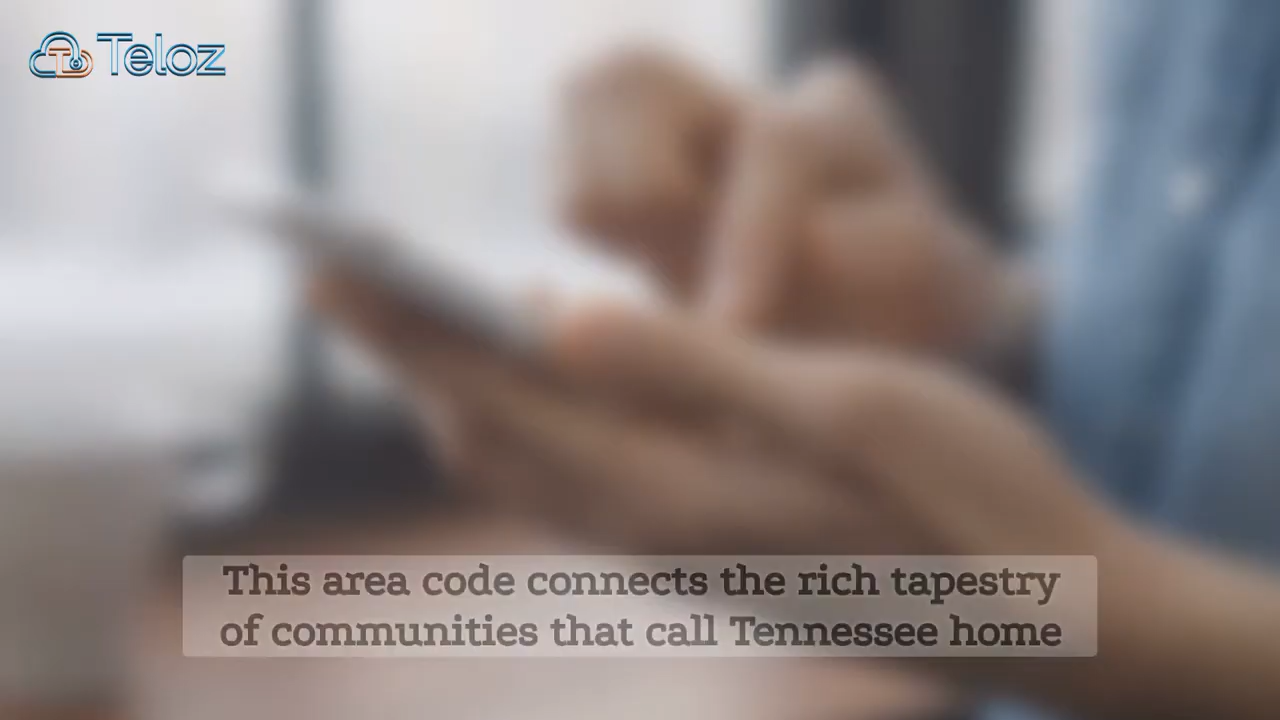 Teloz
This area code connects the rich tapestry
of communities that call Tennessee home